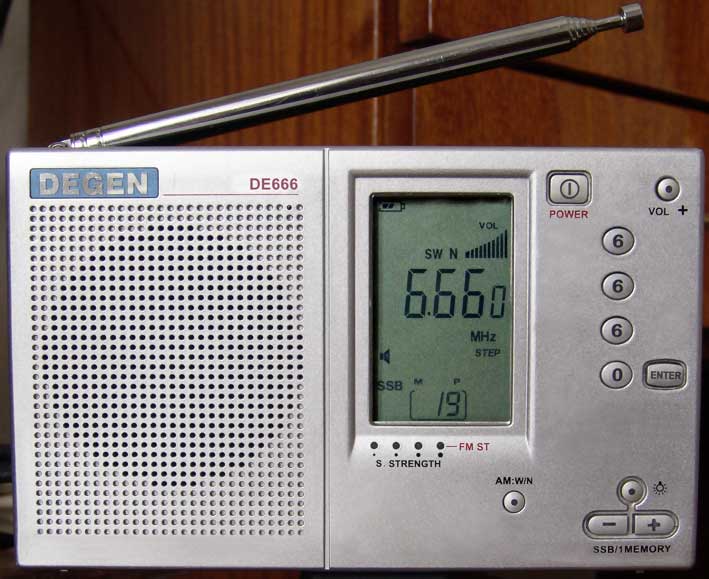 DEGEN
DE666
POWER
VOL +
VOL
SW N
6.660
MHz
STEP
SSB
M P
19
6
6
6
0
ENTER
FM ST
S. STRENGTH
AM:W/N
− +
SSB/1MEMORY